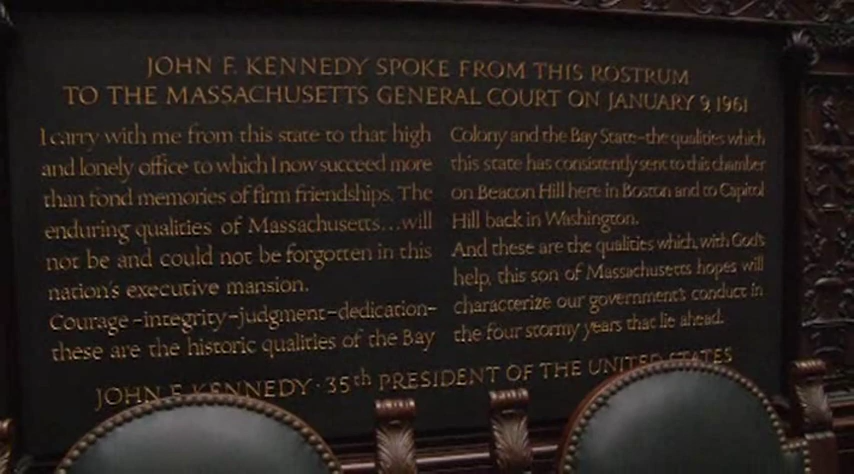 JOHN F. KENNEDY SPOKE FROM THIS ROSTRUM
TO THE MASSACHUSETTS GENERAL COURT ON JANUARY 9, 1961
I carry with me from this state to that high
and lonely office to which I now succeed more
than fond memories of firm friendships. The
enduring qualities of Massachusetts...will
not be and could not be forgotten in this
nation's executive mansion.
Courage–integrity–judgment–dedication–
these are the historic qualities of the Bay
Colony and the Bay State–the qualities which
this state has consistently sent to this chamber
on Beacon Hill here in Boston and to Capitol
Hill back in Washington.
And these are the qualities which, with God's
help, this son of Massachusetts hopes will
characterize our government's conduct in
the four stormy years that lie ahead.
JOHN F. KENNEDY · 35th PRESIDENT OF THE UNITED STATES